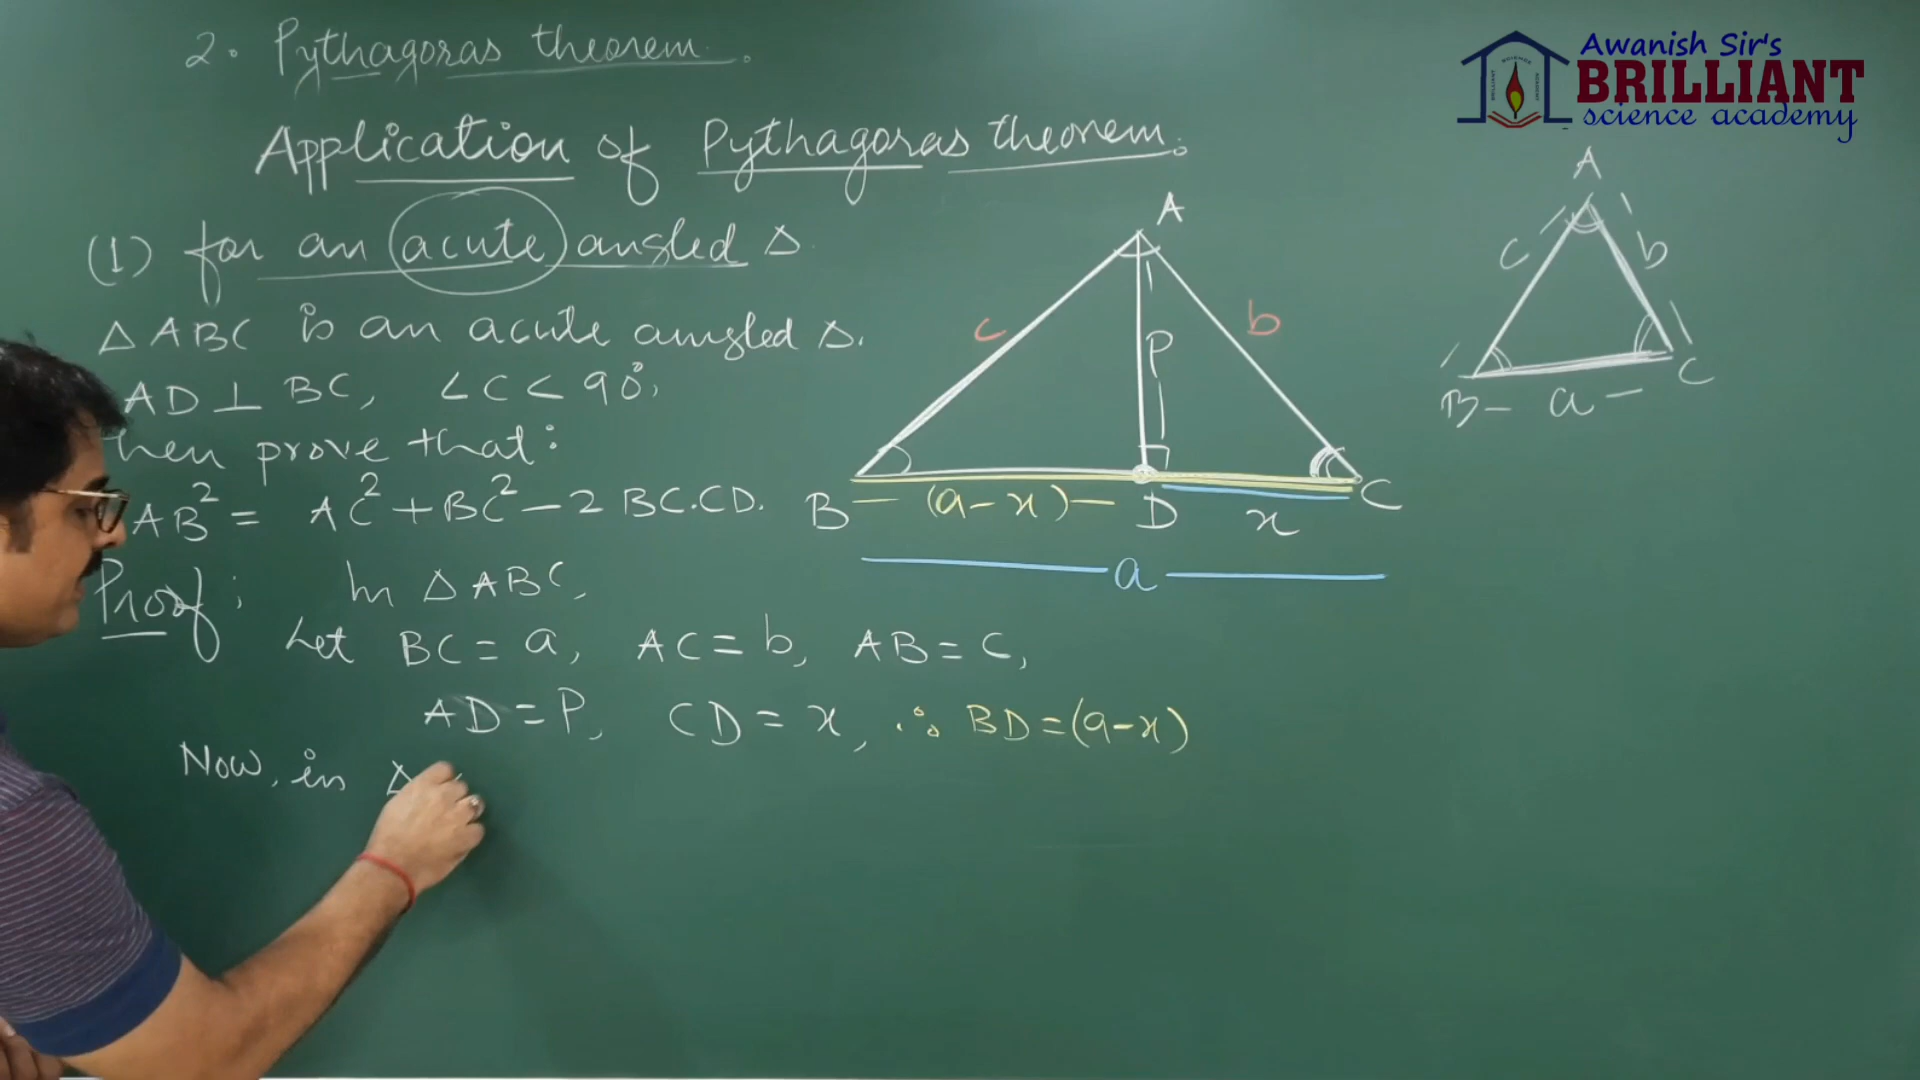 2. Pythagoras theorem.
Awanish Sir's
BRILLIANT
science academy
Application of Pythagoras theorem.
(1) for an acute angled Δ.
Δ ABC is an acute angled Δ.
AD ⊥ BC, ∠C < 90°,
then prove that:
AB² = AC² + BC² - 2 BC.CD.
Proof; In Δ ABC,
Let BC = a, AC = b, AB = c,
AD = P, CD = x, ∴ BD = (a-x)
Now, in Δ
A
c
b
P
B (a-x) D x C
a
A
c
b
B a C